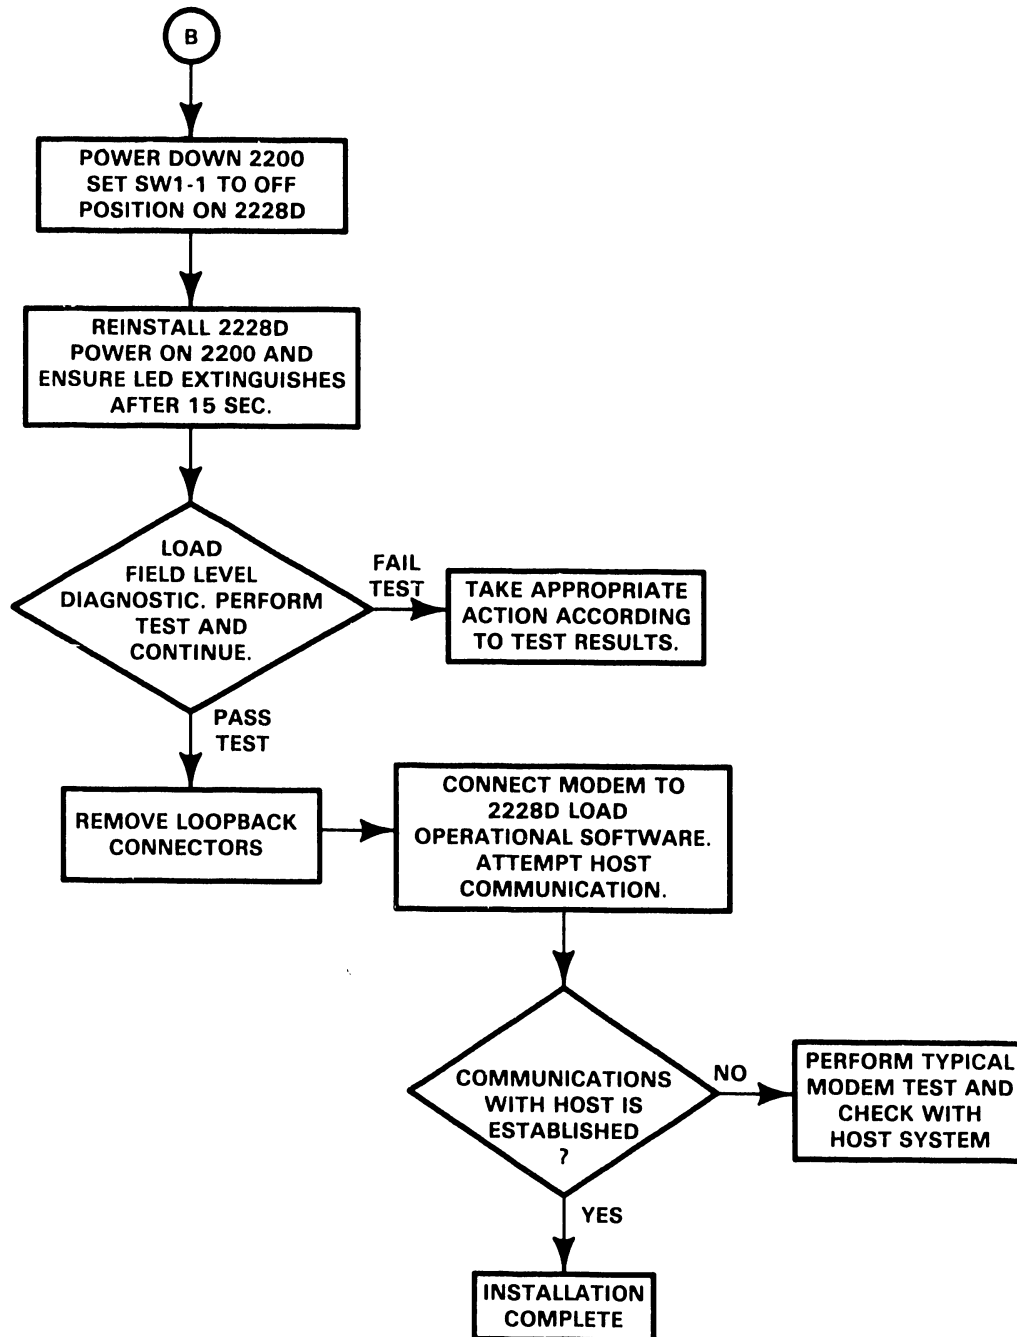 B
POWER DOWN 2200
SET SW1-1 TO OFF
POSITION ON 2228D
REINSTALL 2228D
POWER ON 2200 AND
ENSURE LED EXTINGUISHES
AFTER 15 SEC.
LOAD
FIELD LEVEL
DIAGNOSTIC. PERFORM
TEST AND
CONTINUE.
FAIL
TEST
TAKE APPROPRIATE
ACTION ACCORDING
TO TEST RESULTS.
PASS
TEST
REMOVE LOOPBACK
CONNECTORS
CONNECT MODEM TO
2228D LOAD
OPERATIONAL SOFTWARE.
ATTEMPT HOST
COMMUNICATION.
COMMUNICATIONS
WITH HOST IS
ESTABLISHED
?
NO
PERFORM TYPICAL
MODEM TEST AND
CHECK WITH
HOST SYSTEM
YES
INSTALLATION
COMPLETE